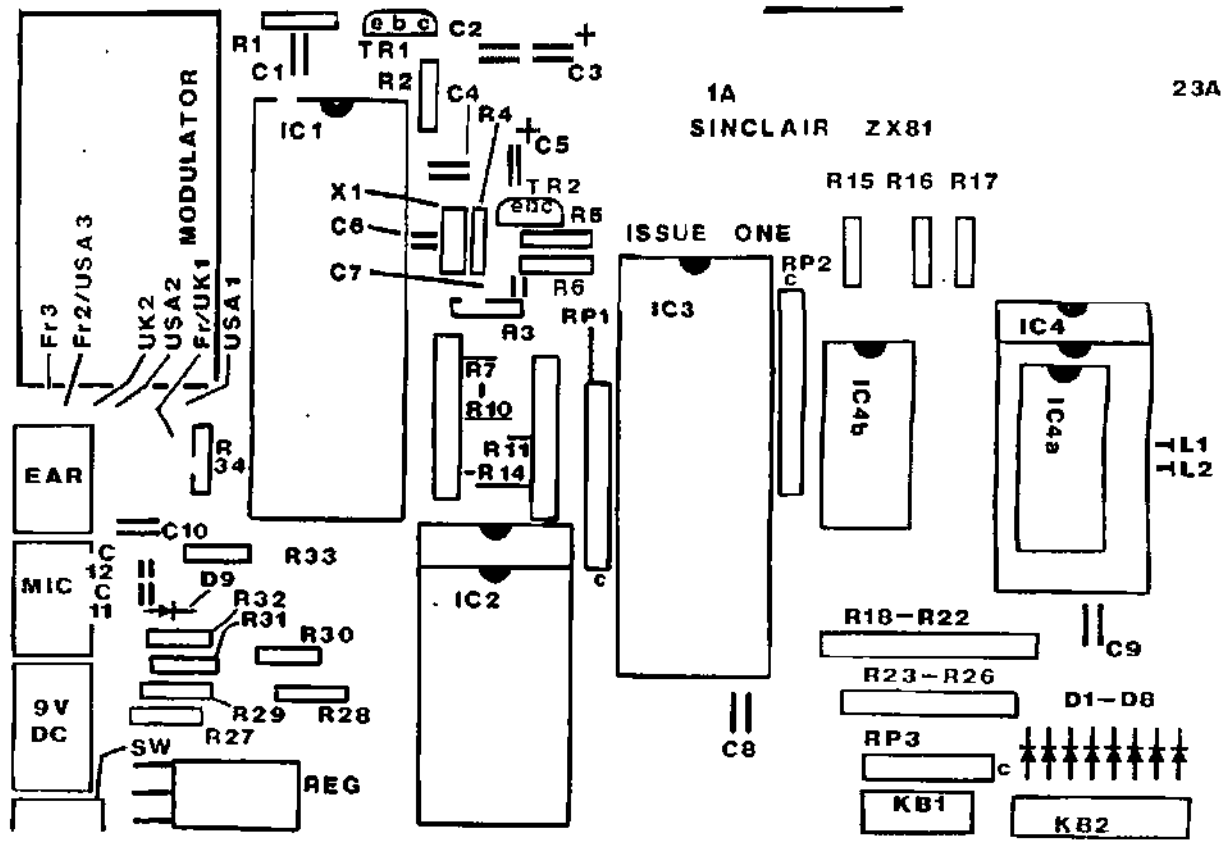 R1
C1
e b c
TR1
C2
+
C3
R2
C4
R4
IC1
1A
23A
SINCLAIR ZX81
+
C5
MODULATOR
X1
TR2
ebc
R5
C6
R15 R16 R17
ISSUE ONE
C7
R6
RP2
c
Fr3
Fr2/USA3
UK2
USA2
Fr/UK1
USA1
R3
RP1
IC3
IC4
R7
R10
IC4b
IC4a
R11
R14
L1
L2
R
34
EAR
C10
R33
C
12
C
11
MIC
D9
R32
R31
IC2
c
R30
R18-R22
C9
R23-R26
9V
DC
R29
R28
D1-D8
R27
SW
C8
RP3
c
REG
KB1
KB2